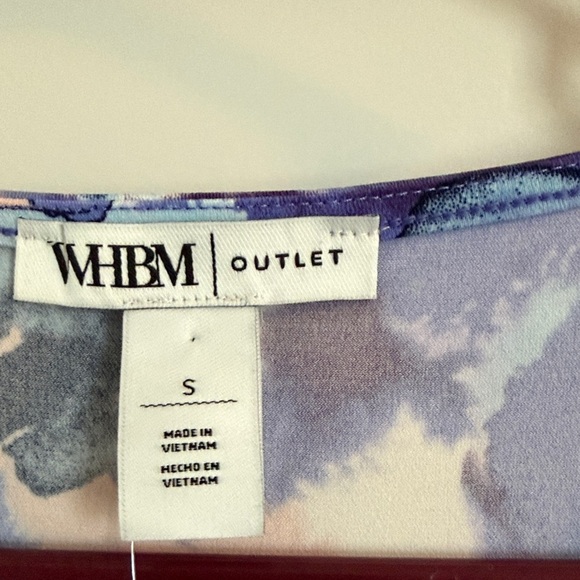 WHBM | OUTLET
S
MADE IN
VIETNAM
HECHO EN
VIETNAM